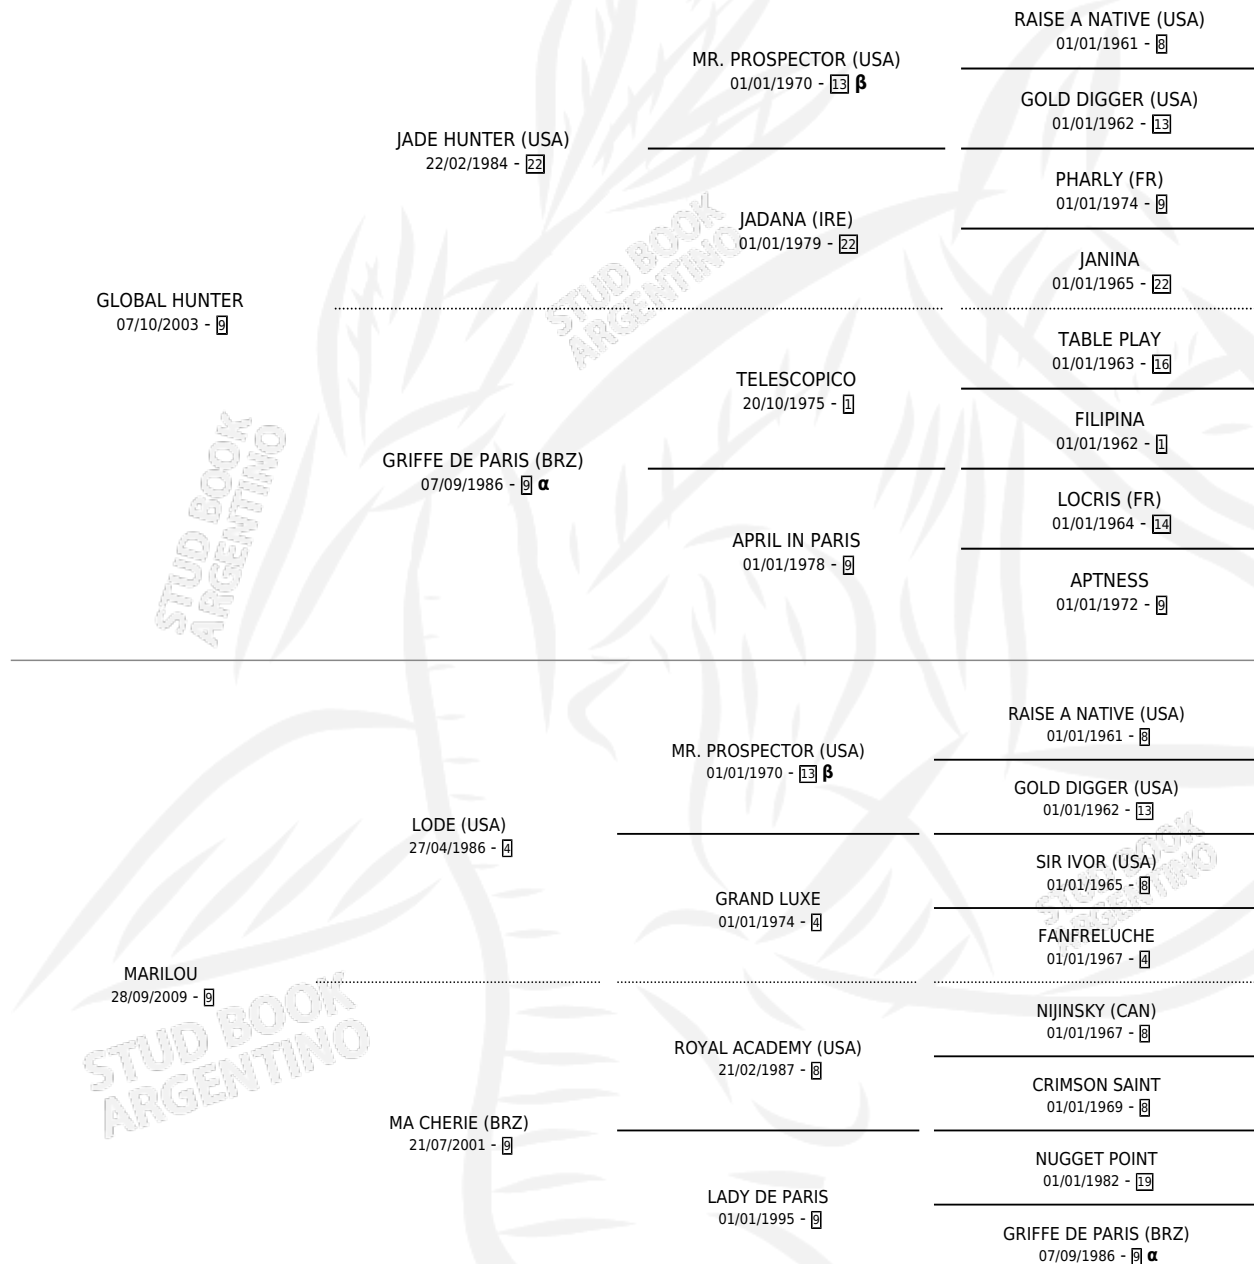 RAISE A NATIVE (USA)
01/01/1961 - 8
MR. PROSPECTOR (USA)
01/01/1970 - 13 β
GOLD DIGGER (USA)
01/01/1962 - 13
JADE HUNTER (USA)
22/02/1984 - 22
PHARLY (FR)
01/01/1974 - 9
JADANA (IRE)
01/01/1979 - 22
JANINA
01/01/1965 - 22
GLOBAL HUNTER
07/10/2003 - 9
TABLE PLAY
01/01/1963 - 16
TELESCOPICO
20/10/1975 - 1
FILIPINA
01/01/1962 - 1
GRIFFE DE PARIS (BRZ)
07/09/1986 - 9 α
LOCRIS (FR)
01/01/1964 - 14
APRIL IN PARIS
01/01/1978 - 9
APTNESS
01/01/1972 - 9
RAISE A NATIVE (USA)
01/01/1961 - 8
MR. PROSPECTOR (USA)
01/01/1970 - 13 β
GOLD DIGGER (USA)
01/01/1962 - 13
LODE (USA)
27/04/1986 - 4
SIR IVOR (USA)
01/01/1965 - 8
GRAND LUXE
01/01/1974 - 4
FANFRELUCHE
01/01/1967 - 4
MARILOU
28/09/2009 - 9
NIJINSKY (CAN)
01/01/1967 - 8
ROYAL ACADEMY (USA)
21/02/1987 - 8
CRIMSON SAINT
01/01/1969 - 8
MA CHERIE (BRZ)
21/07/2001 - 9
NUGGET POINT
01/01/1982 - 19
LADY DE PARIS
01/01/1995 - 9
GRIFFE DE PARIS (BRZ)
07/09/1986 - 9 α
STUD BOOK
ARGENTINO
STUD BOOK
ARGENTINO
STUD BOOK
ARGENTINO
STUD BOOK
ARGENTINO